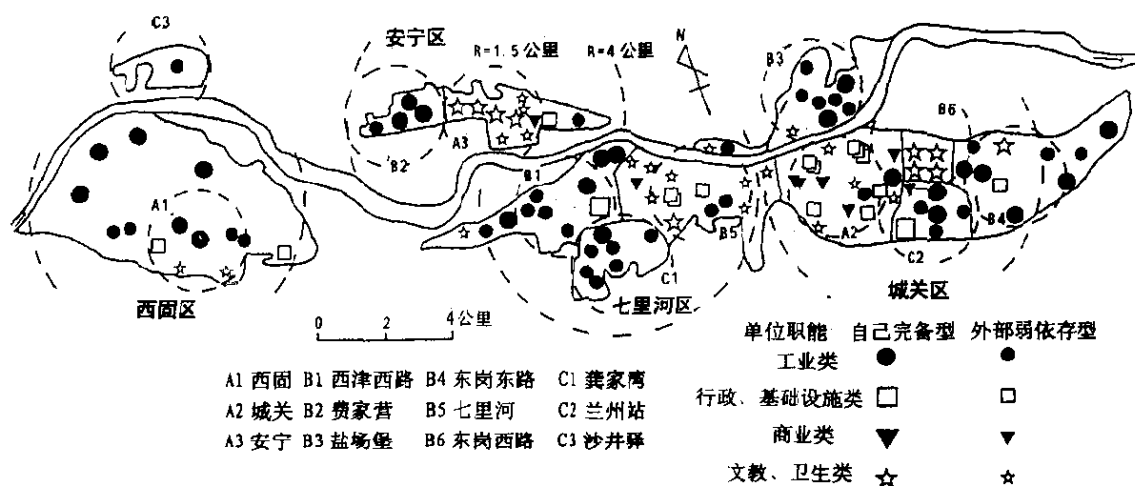 C3
安宁区
R=1.5公里
R=4公里
N
B3
B6
B2
A3
B1
A1
B5
A2
B4
C1
C2
西固区
七里河区
城关区
0 2 4公里
单位职能 自己完备型 外部弱依存型
工业类
行政、基础设施类
商业类
文教、卫生类
A1 西固 B1 西津西路 B4 东岗东路 C1 龚家湾
A2 城关 B2 费家营 B5 七里河 C2 兰州站
A3 安宁 B3 盐场堡 B6 东岗西路 C3 沙井驿